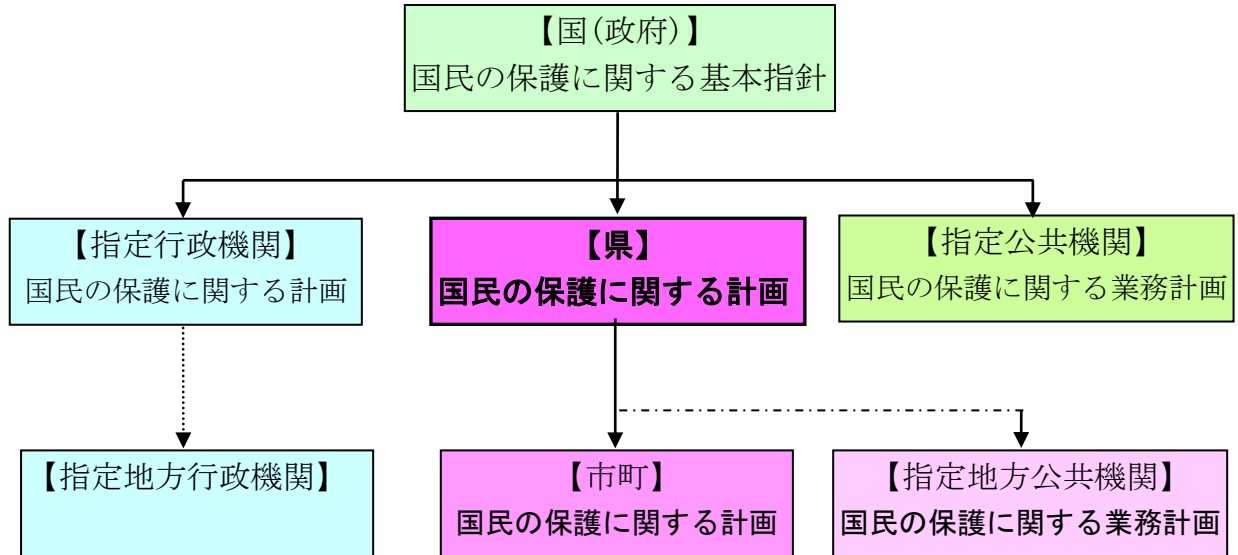 【国(政府)】
国民の保護に関する基本指針
【指定行政機関】
国民の保護に関する計画
【県】
国民の保護に関する計画
【指定公共機関】
国民の保護に関する業務計画
【指定地方行政機関】
【市町】
国民の保護に関する計画
【指定地方公共機関】
国民の保護に関する業務計画